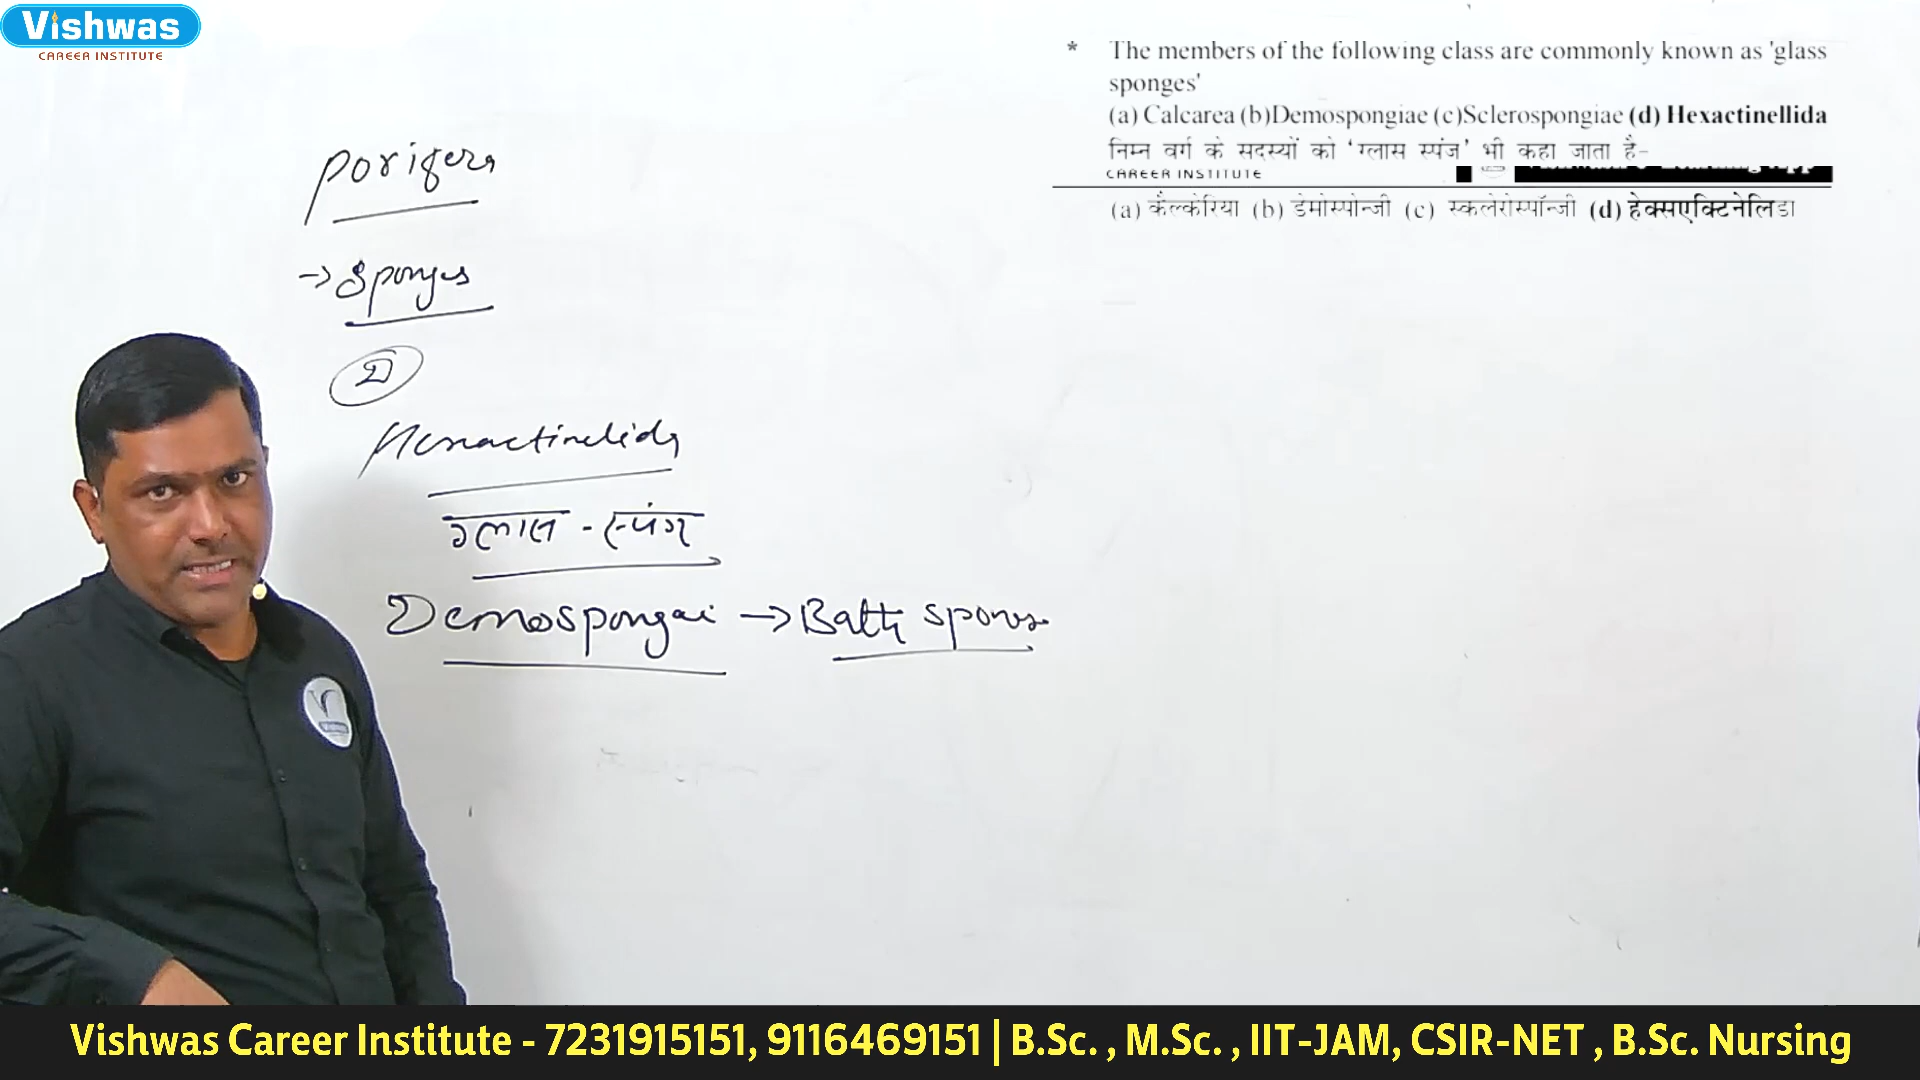 Vishwas
CAREER INSTITUTE
* The members of the following class are commonly known as 'glass
sponges'
(a) Calcarea (b)Demospongiae (c)Sclerospongiae (d) Hexactinellida
निम्न वर्ग के सदस्यों को 'ग्लास स्पंज' भी कहा जाता है-
CAREER INSTITUTE
(a) कैल्केरिया (b) डेमोस्पोन्जी (c) स्कलेरोस्पॉन्जी (d) हेक्सएक्टिनेलिडा
Porifera
→ Sponges
D
Hexactinelida
ग्लास - स्पंज
Demospongai → Bath sponge
Vishwas
Vishwas Career Institute - 7231915151, 9116469151 | B.Sc. , M.Sc. , IIT-JAM, CSIR-NET , B.Sc. Nursing